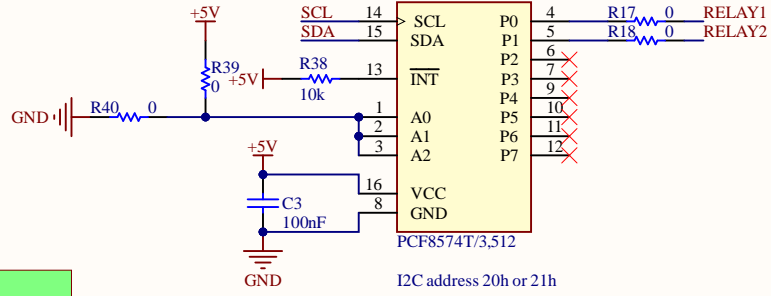 +5V
SCL 14 SCL P0 4 R17 0 RELAY1
SDA 15 SDA P1 5 R18 0 RELAY2
P2 6
R39 0
+5V R38 10k 13 INT P3 7
P4 9
GND R40 0 1 A0 P5 10
2 A1 P6 11
3 A2 P7 12
+5V
16 VCC
C3 8 GND
100nF
PCF8574T/3,512
GND
I2C address 20h or 21h